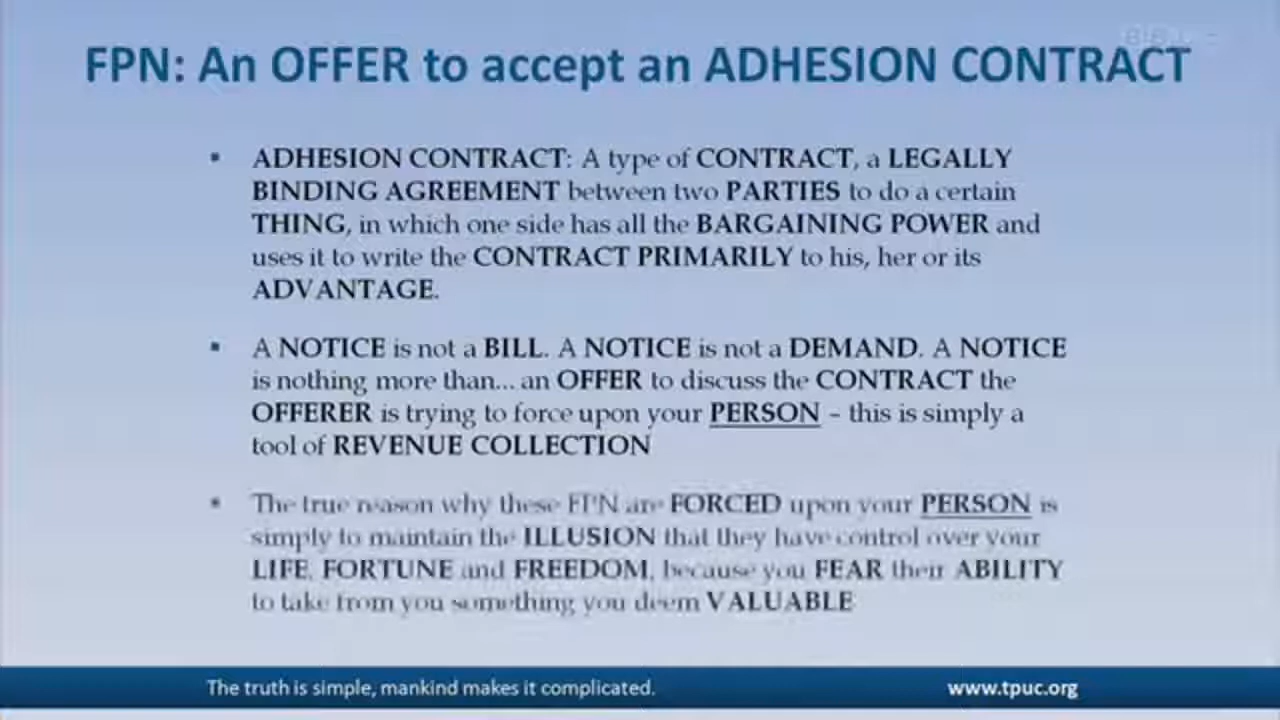 FPN: An OFFER to accept an ADHESION CONTRACT
▪ ADHESION CONTRACT: A type of CONTRACT, a LEGALLY
BINDING AGREEMENT between two PARTIES to do a certain
THING, in which one side has all the BARGAINING POWER and
uses it to write the CONTRACT PRIMARILY to his, her or its
ADVANTAGE.
▪ A NOTICE is not a BILL. A NOTICE is not a DEMAND. A NOTICE
is nothing more than... an OFFER to discuss the CONTRACT the
OFFERER is trying to force upon your PERSON – this is simply a
tool of REVENUE COLLECTION
▪ The true reason why these FPN are FORCED upon your PERSON is
simply to maintain the ILLUSION that they have control over your
LIFE, FORTUNE and FREEDOM, because you FEAR their ABILITY
to take from you something you deem VALUABLE
The truth is simple, mankind makes it complicated.
www.tpuc.org